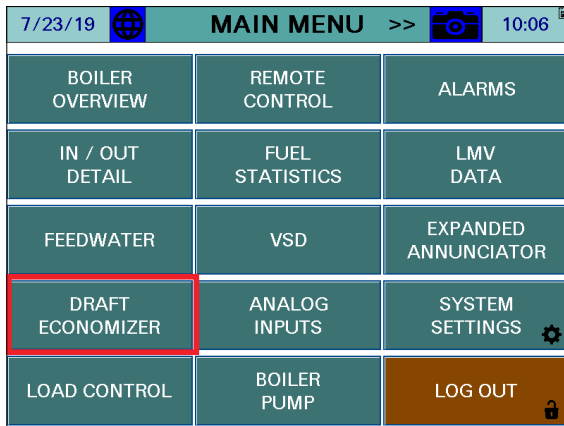 7/23/19 MAIN MENU >> 10:06
BOILER
OVERVIEW
REMOTE
CONTROL
ALARMS
IN / OUT
DETAIL
FUEL
STATISTICS
LMV
DATA
FEEDWATER
VSD
EXPANDED
ANNUNCIATOR
DRAFT
ECONOMIZER
ANALOG
INPUTS
SYSTEM
SETTINGS
LOAD CONTROL
BOILER
PUMP
LOG OUT